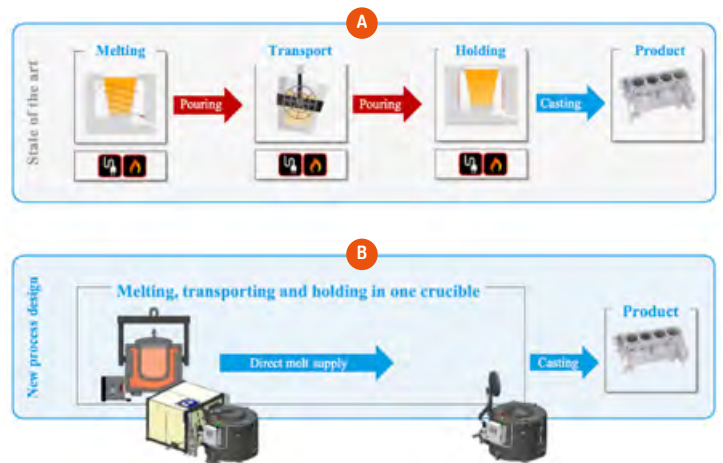 A
State of the art
Melting
Transport
Holding
Product
Pouring
Pouring
Casting
B
New process design
Melting, transporting and holding in one crucible
Product
Direct melt supply
Casting